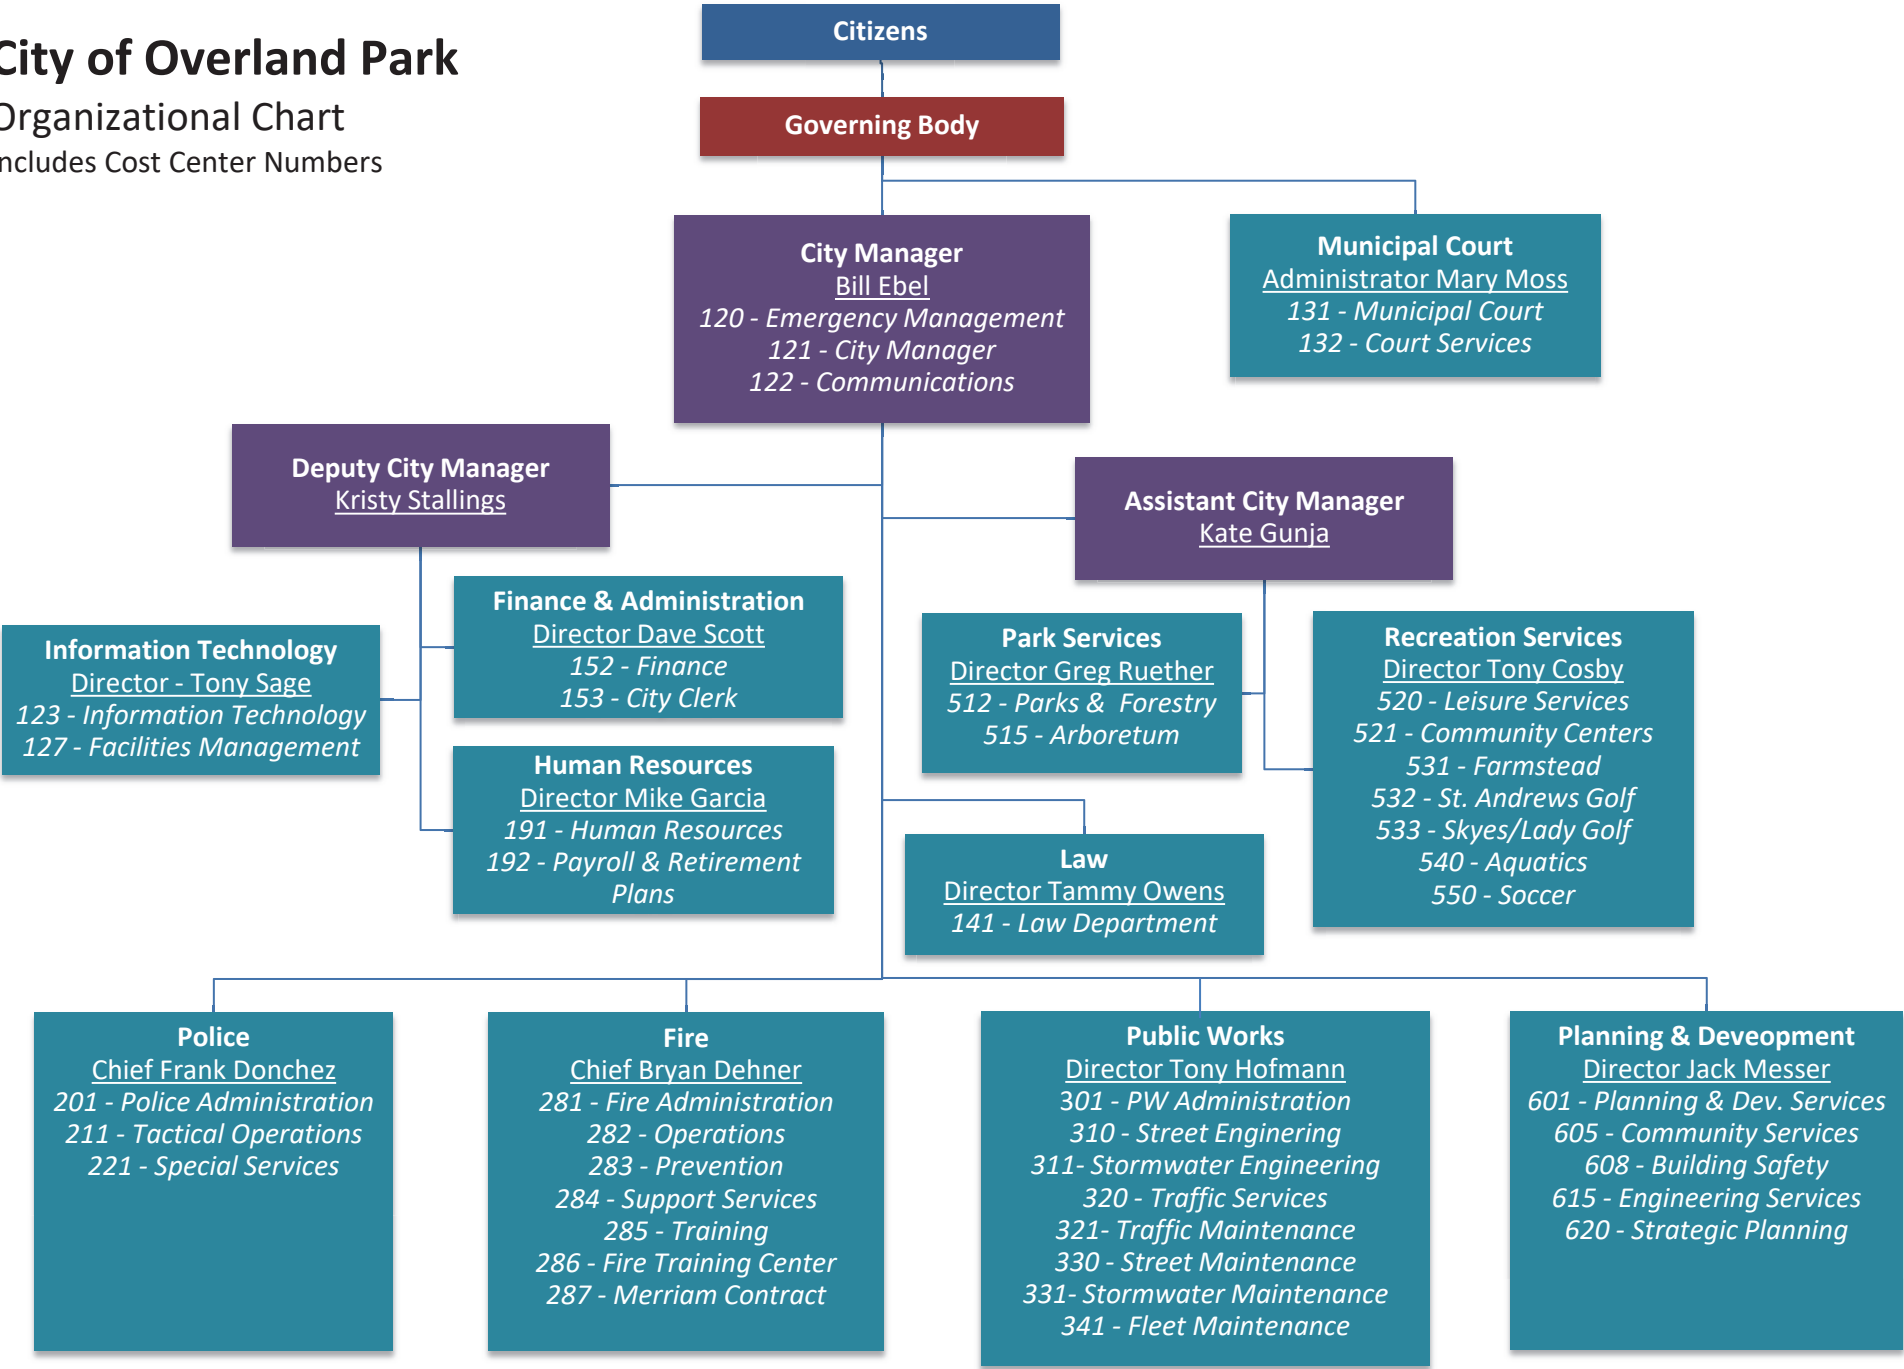 City of Overland Park
Organizational Chart
Includes Cost Center Numbers
Citizens
Governing Body
City Manager
Bill Ebel
120 - Emergency Management
121 - City Manager
122 - Communications
Municipal Court
Administrator Mary Moss
131 - Municipal Court
132 - Court Services
Deputy City Manager
Kristy Stallings
Assistant City Manager
Kate Gunja
Information Technology
Director - Tony Sage
123 - Information Technology
127 - Facilities Management
Finance & Administration
Director Dave Scott
152 - Finance
153 - City Clerk
Human Resources
Director Mike Garcia
191 - Human Resources
192 - Payroll & Retirement
Plans
Park Services
Director Greg Ruether
512 - Parks &  Forestry
515 - Arboretum
Recreation Services
Director Tony Cosby
520 - Leisure Services
521 - Community Centers
531 - Farmstead
532 - St. Andrews Golf
533 - Skyes/Lady Golf
540 - Aquatics
550 - Soccer
Law
Director Tammy Owens
141 - Law Department
Police
Chief Frank Donchez
201 - Police Administration
211 - Tactical Operations
221 - Special Services
Fire
Chief Bryan Dehner
281 - Fire Administration
282 - Operations
283 - Prevention
284 - Support Services
285 - Training
286 - Fire Training Center
287 - Merriam Contract
Public Works
Director Tony Hofmann
301 - PW Administration
310 - Street Enginering
311- Stormwater Engineering
320 - Traffic Services
321- Traffic Maintenance
330 - Street Maintenance
331- Stormwater Maintenance
341 - Fleet Maintenance
Planning & Deveopment
Director Jack Messer
601 - Planning & Dev. Services
605 - Community Services
608 - Building Safety
615 - Engineering Services
620 - Strategic Planning